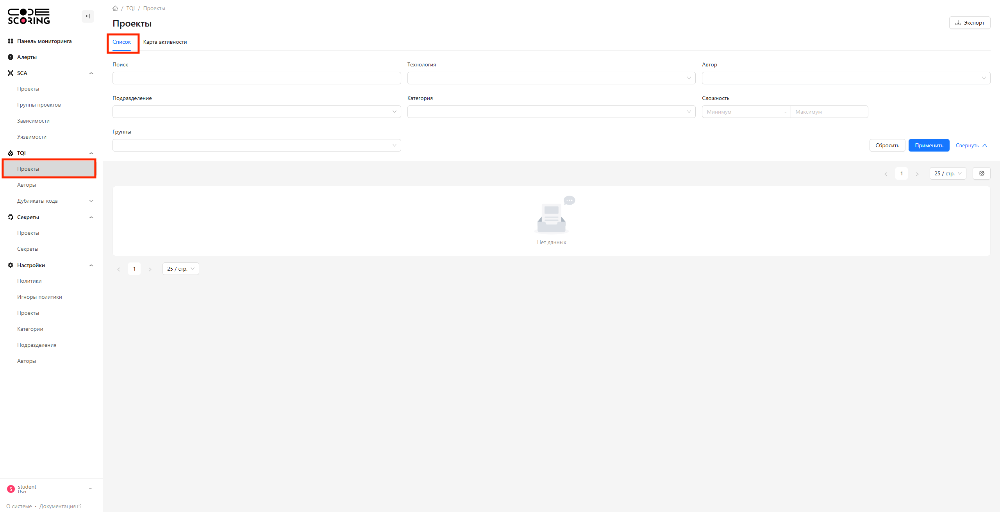 CODE
SCORING
Панель мониторинга
Алерты
SCA
Проекты
Группы проектов
Зависимости
Уязвимости
TQI
Проекты
Авторы
Дубликаты кода
Секреты
Проекты
Секреты
Настройки
Политики
Игноры политики
Проекты
Категории
Подразделения
Авторы
S student
User
О системе · Документация
/ TQI / Проекты
Проекты
Экспорт
Список Карта активности
Поиск Технология Автор
Подразделение Категория Сложность
Минимум ~ Максимум
Группы
Сбросить Применить Свернуть
< 1 > 25 / стр.
Нет данных
< 1 > 25 / стр.